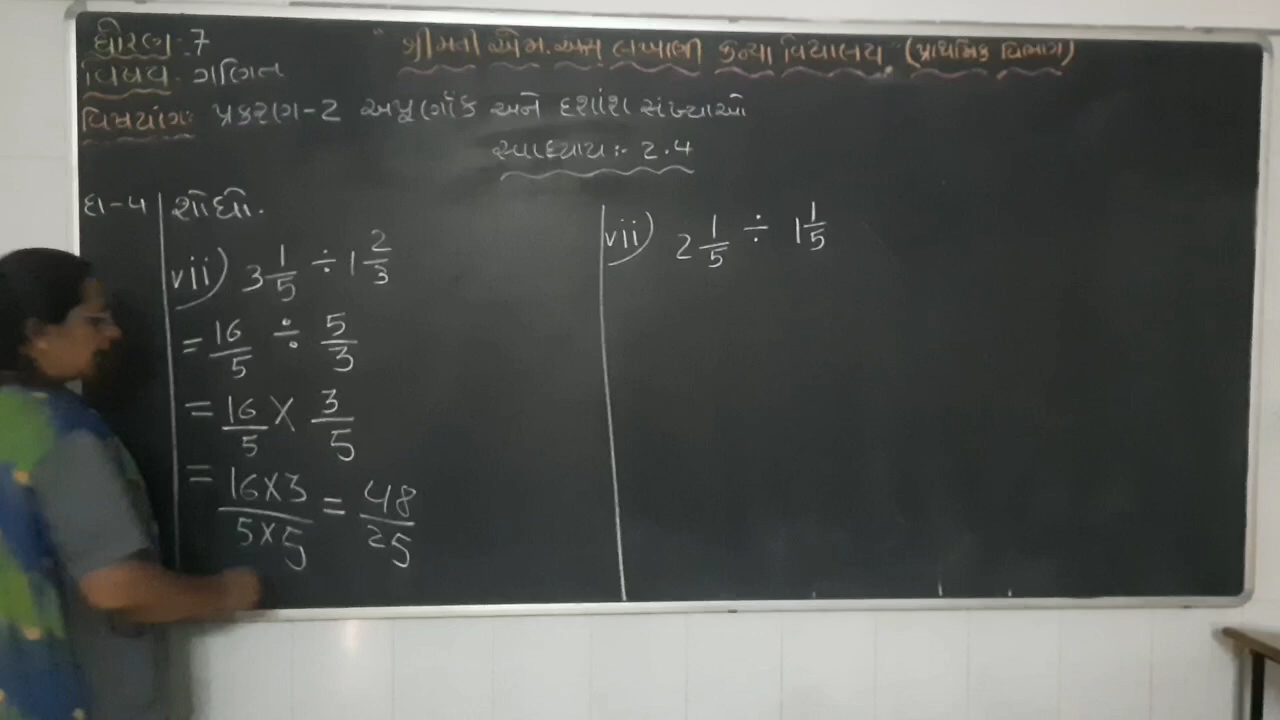 ધોરણ : 7
"શ્રીમતી એમ. એસ લખાણી કન્યા વિદ્યાલય" (પ્રાથમિક વિભાગ)
વિષય : ગણિત
વિષયાંગ: પ્રકરણ-2 અપૂર્ણાંક અને દશાંશ સંખ્યાઓ
સ્વાધ્યાય :- 2.4
દા-4 શોધો.
vii) 3 1/5 ÷ 1 2/3
= 16/5 ÷ 5/3
= 16/5 × 3/5
= 16×3/5×5 = 48/25
vii) 2 1/5 ÷ 1 1/5